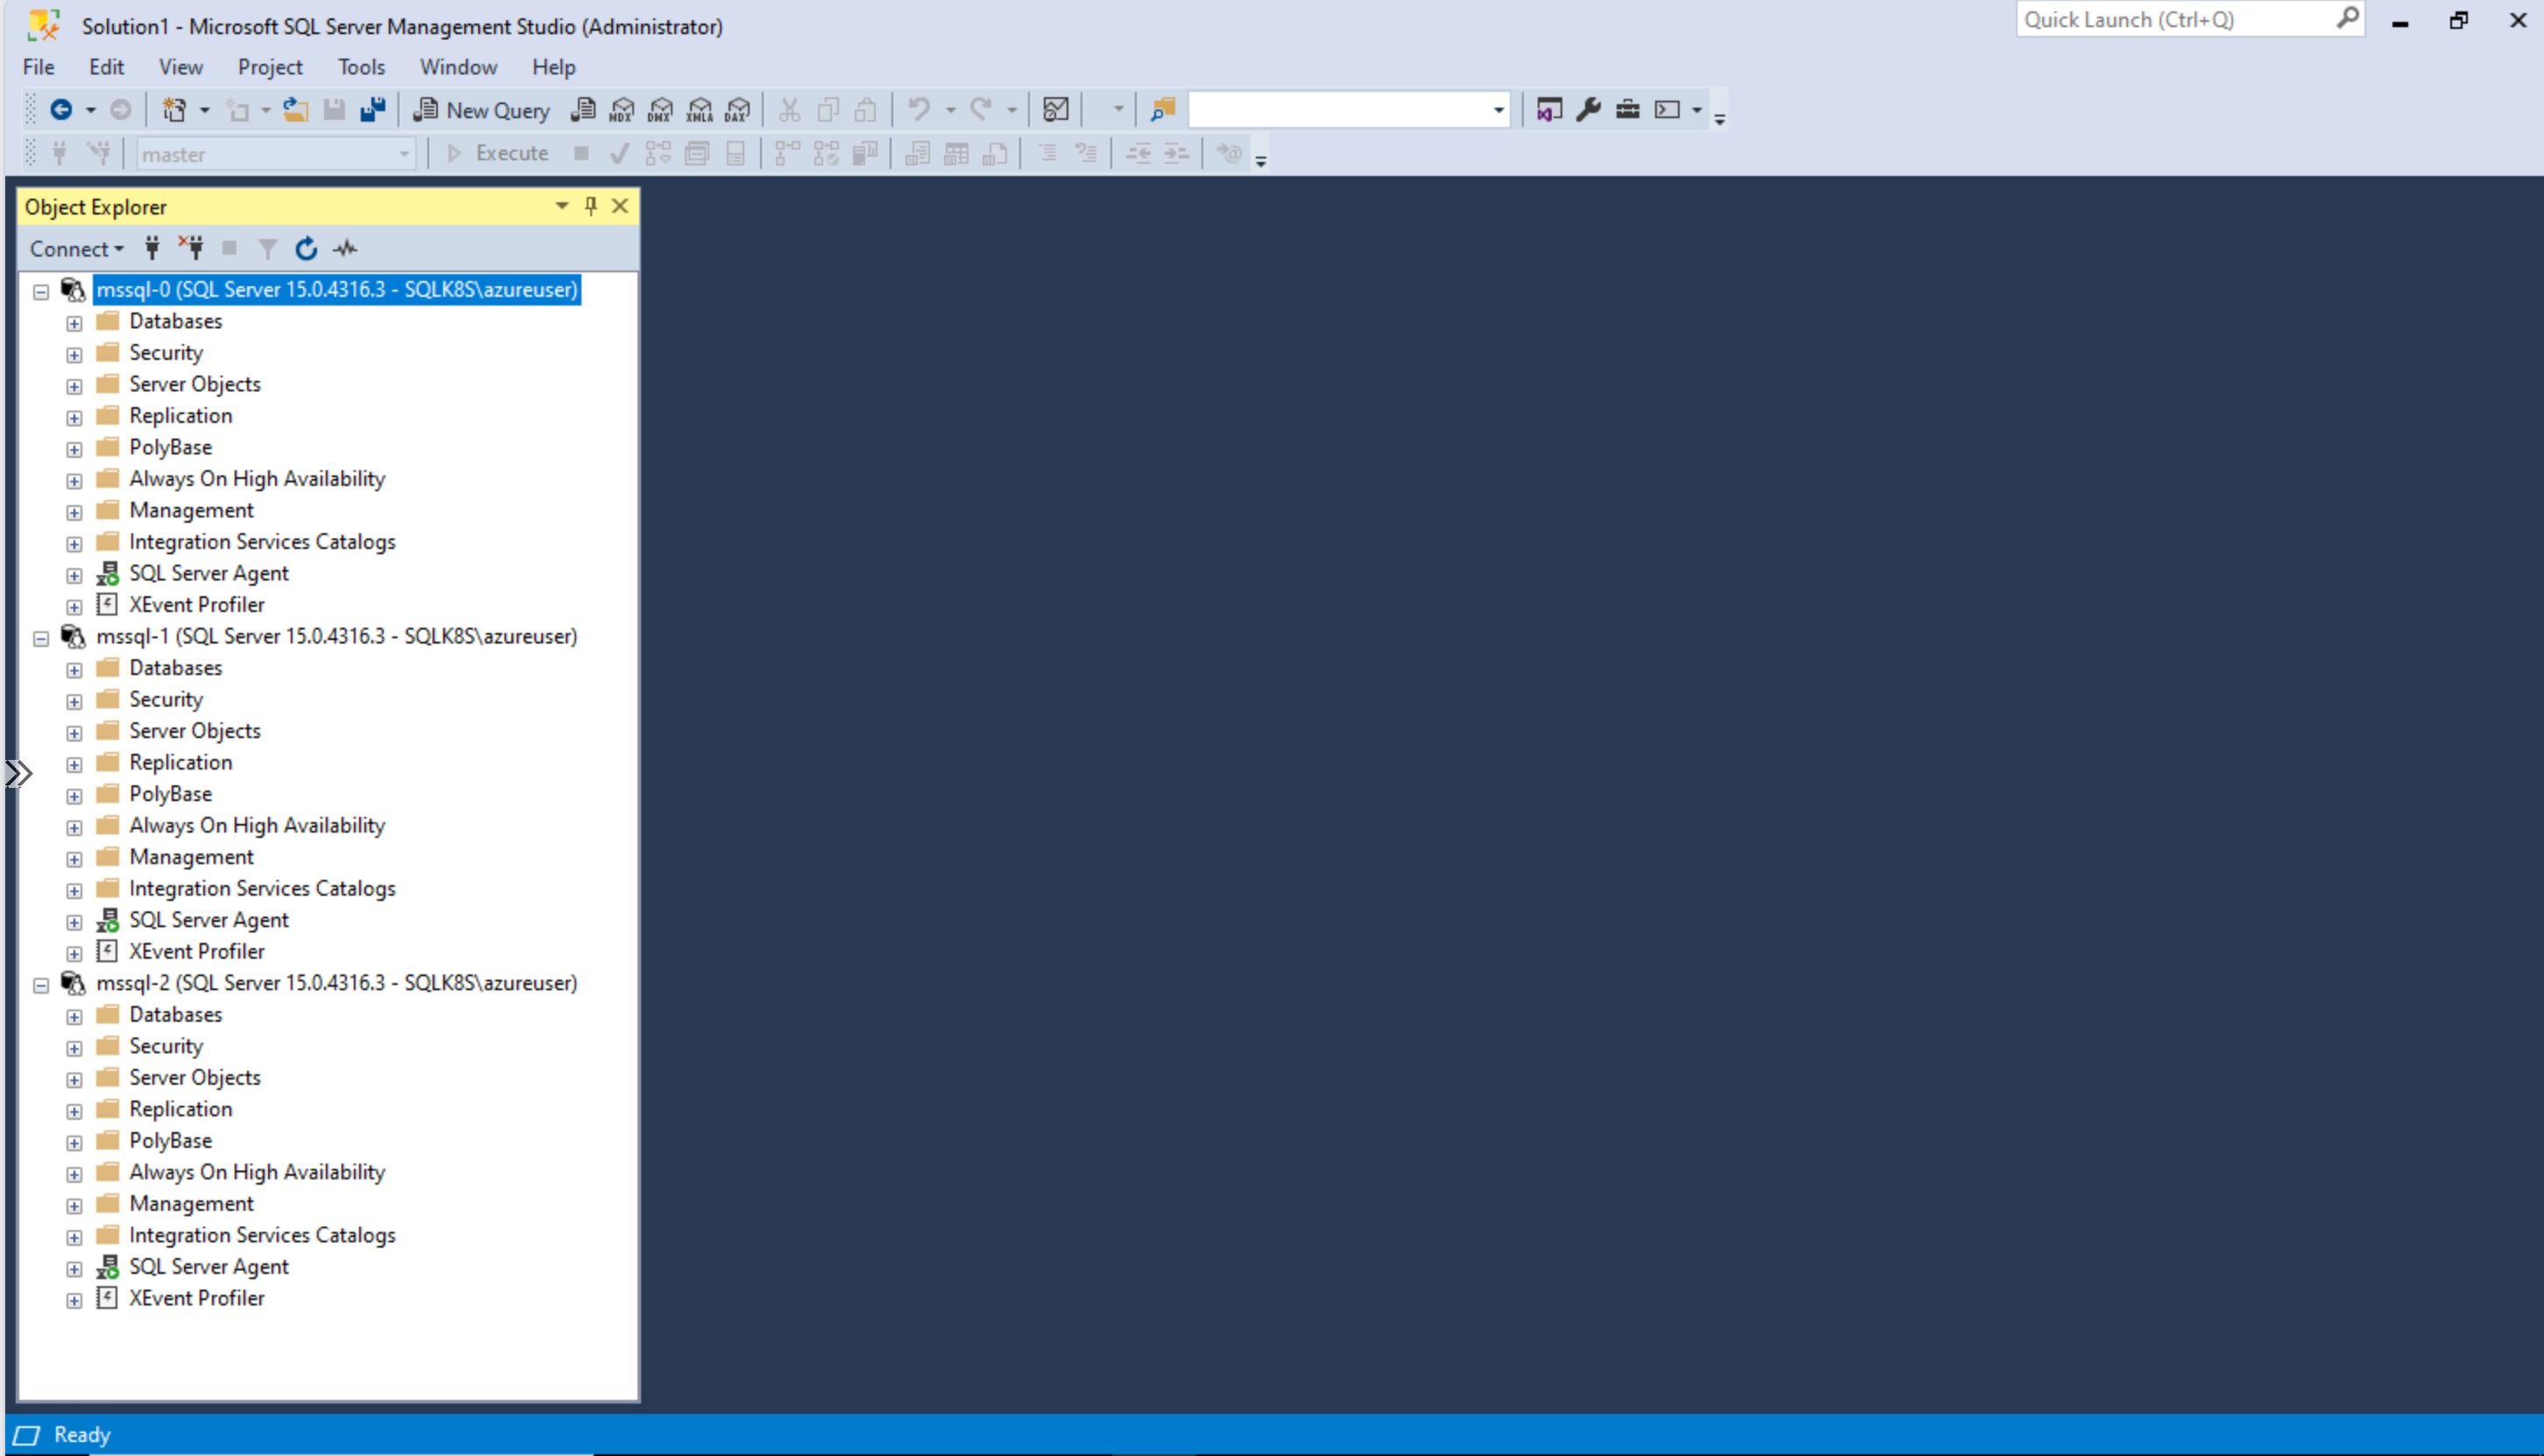 Solution1 - Microsoft SQL Server Management Studio (Administrator)
Quick Launch (Ctrl+Q)
File Edit View Project Tools Window Help
New Query MDX DMX XMLA DAX
master Execute
Object Explorer
Connect
mssql-0 (SQL Server 15.0.4316.3 - SQLK8S\azureuser)
Databases
Security
Server Objects
Replication
PolyBase
Always On High Availability
Management
Integration Services Catalogs
SQL Server Agent
XEvent Profiler
mssql-1 (SQL Server 15.0.4316.3 - SQLK8S\azureuser)
Databases
Security
Server Objects
Replication
PolyBase
Always On High Availability
Management
Integration Services Catalogs
SQL Server Agent
XEvent Profiler
mssql-2 (SQL Server 15.0.4316.3 - SQLK8S\azureuser)
Databases
Security
Server Objects
Replication
PolyBase
Always On High Availability
Management
Integration Services Catalogs
SQL Server Agent
XEvent Profiler
Ready